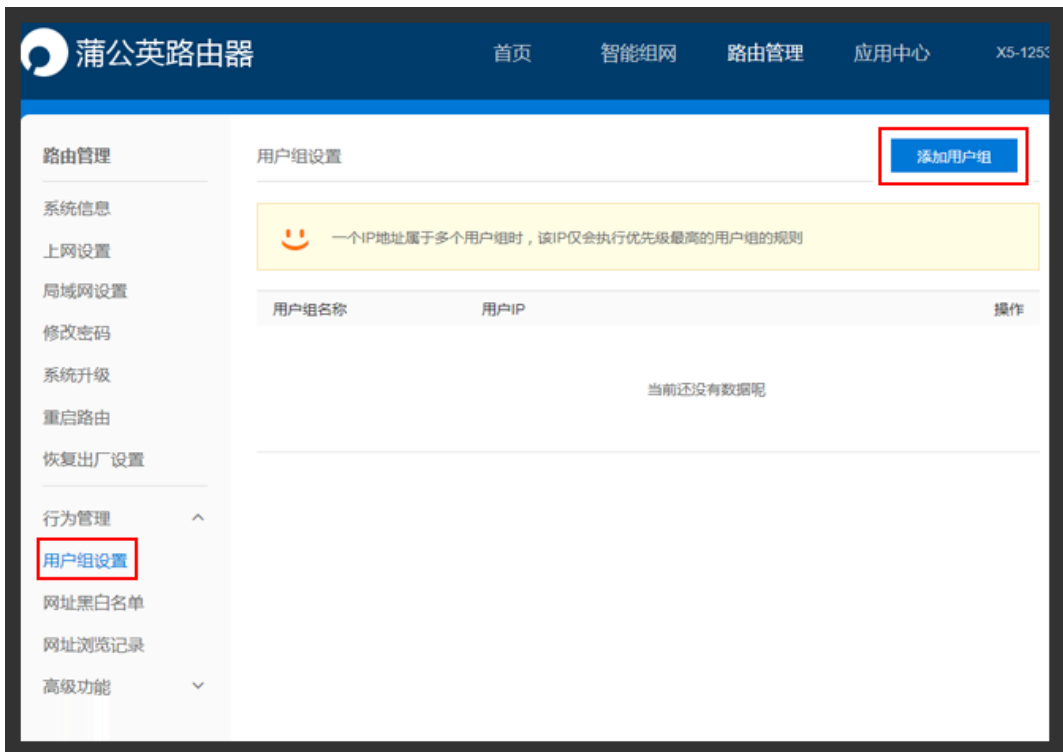 蒲公英路由器
首页 智能组网 路由管理 应用中心 X5-1253
路由管理
系统信息
上网设置
局域网设置
修改密码
系统升级
重启路由
恢复出厂设置
行为管理
用户组设置
网址黑白名单
网址浏览记录
高级功能
用户组设置 添加用户组
一个IP地址属于多个用户组时，该IP仅会执行优先级最高的用户组的规则
用户组名称 用户IP 操作
当前还没有数据呢